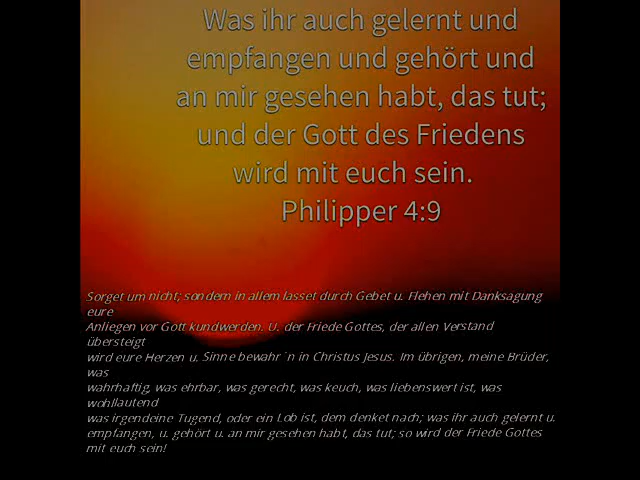 Was ihr auch gelernt und
empfangen und gehört und
an mir gesehen habt, das tut;
und der Gott des Friedens
wird mit euch sein.
Philipper 4:9
Sorget um nicht; sondern in allem lasset durch Gebet u. Flehen mit Danksagung
eure
Anliegen vor Gott kundwerden. U. der Friede Gottes, der allen Verstand
übersteigt
wird eure Herzen u. Sinne bewahr´n in Christus Jesus. Im übrigen, meine Brüder,
was
wahrhaftig, was ehrbar, was gerecht, was keuch, was liebenswert ist, was
wohllautend
was irgendeine Tugend, oder ein Lob ist, dem denket nach; was ihr auch gelernt u.
empfangen, u. gehört u. an mir gesehen habt, das tut; so wird der Friede Gottes
mit euch sein!